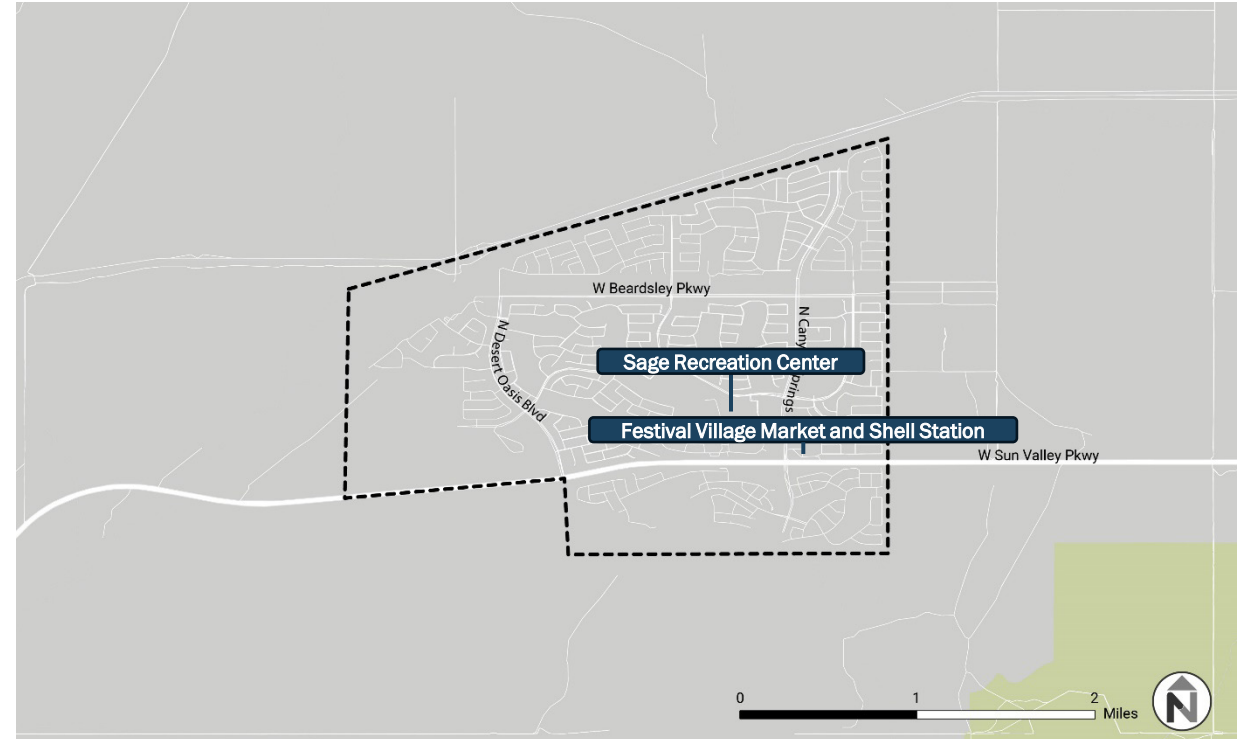 W Beardsley Pkwy
N Desert Oasis Blvd
Sage Recreation Center
Festival Village Market and Shell Station
W Sun Valley Pkwy
0 1 2
Miles
N